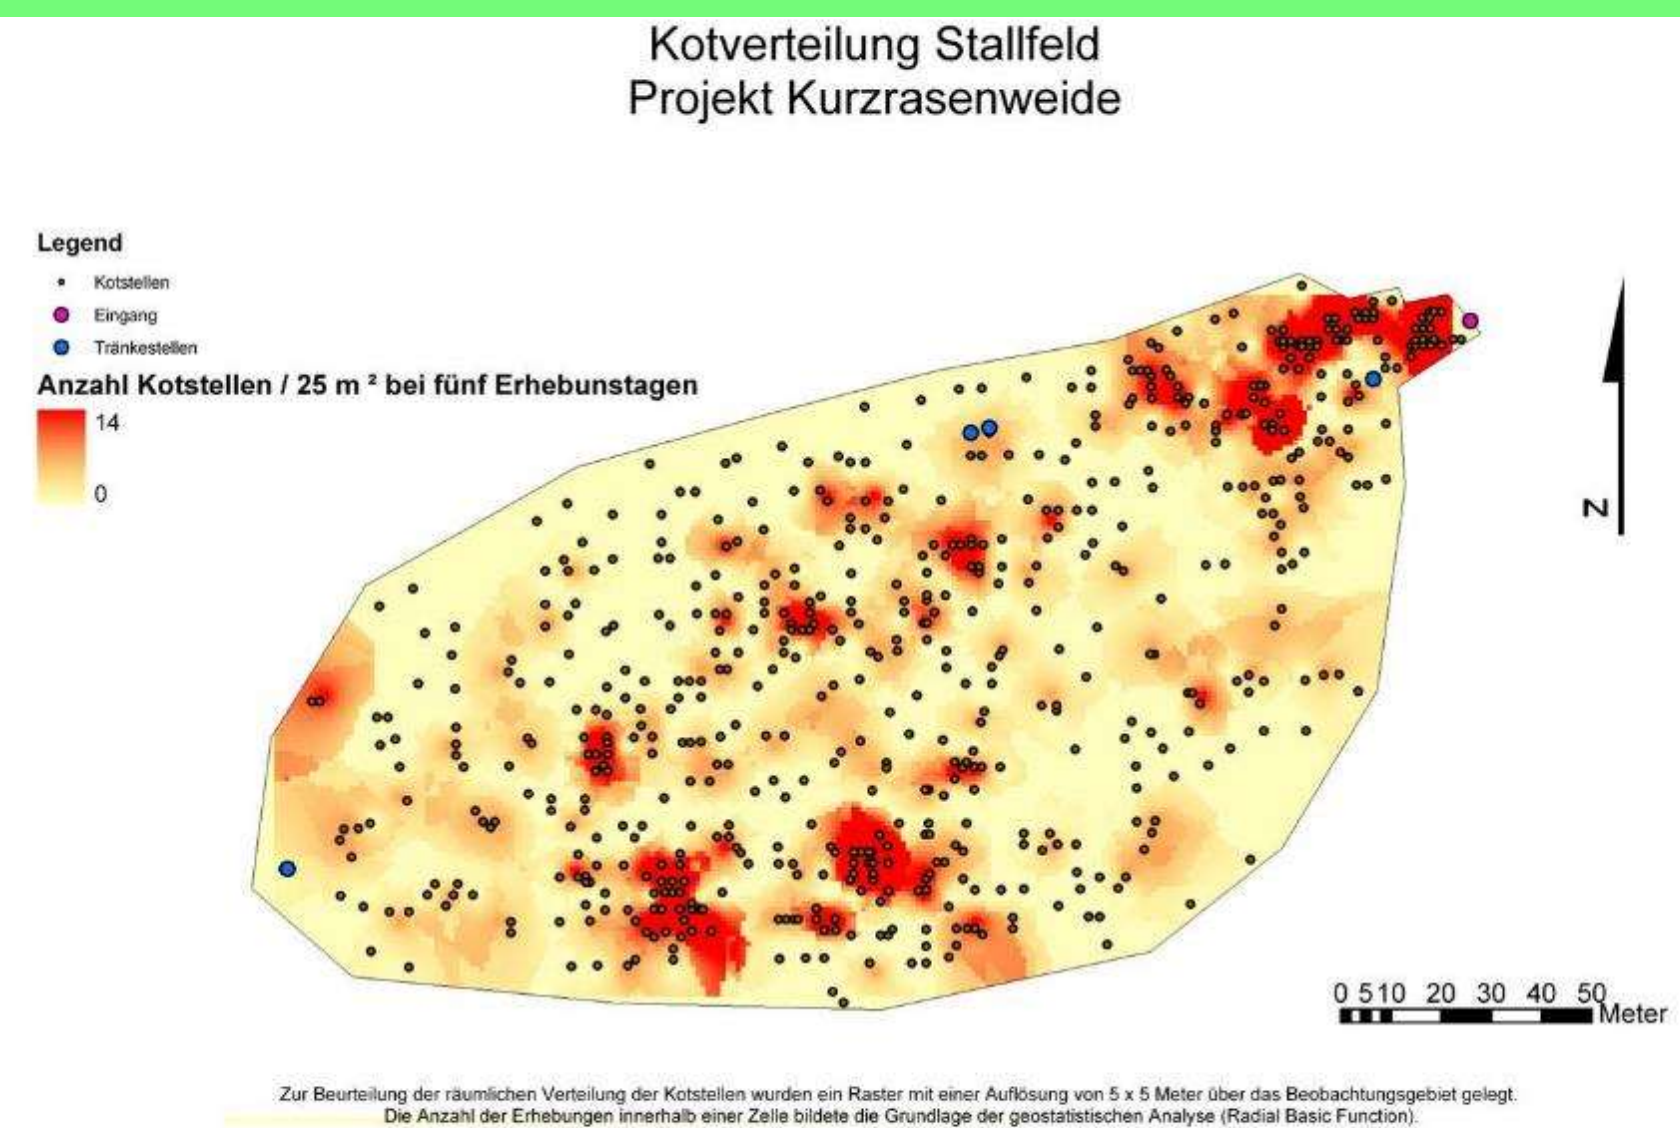 Kotverteilung Stallfeld
Projekt Kurzrasenweide
Legend
Kotstellen
Eingang
Tränkestellen
Anzahl Kotstellen / 25 m ² bei fünf Erhebunstagen
14
0
N
0 5 10 20 30 40 50
Meter
Zur Beurteilung der räumlichen Verteilung der Kotstellen wurden ein Raster mit einer Auflösung von 5 x 5 Meter über das Beobachtungsgebiet gelegt.
Die Anzahl der Erhebungen innerhalb einer Zelle bildete die Grundlage der geostatistischen Analyse (Radial Basic Function).